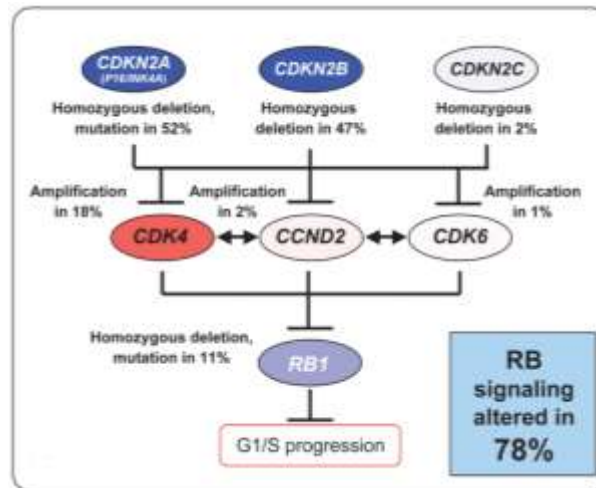 CDKN2A
(P16/INK4A)
CDKN2B
CDKN2C
Homozygous deletion,
mutation in 52%
Homozygous
deletion in 47%
Homozygous
deletion in 2%
Amplification
in 18%
Amplification
in 2%
Amplification
in 1%
CDK4
CCND2
CDK6
Homozygous deletion,
mutation in 11%
RB1
G1/S progression
RB
signaling
altered in
78%